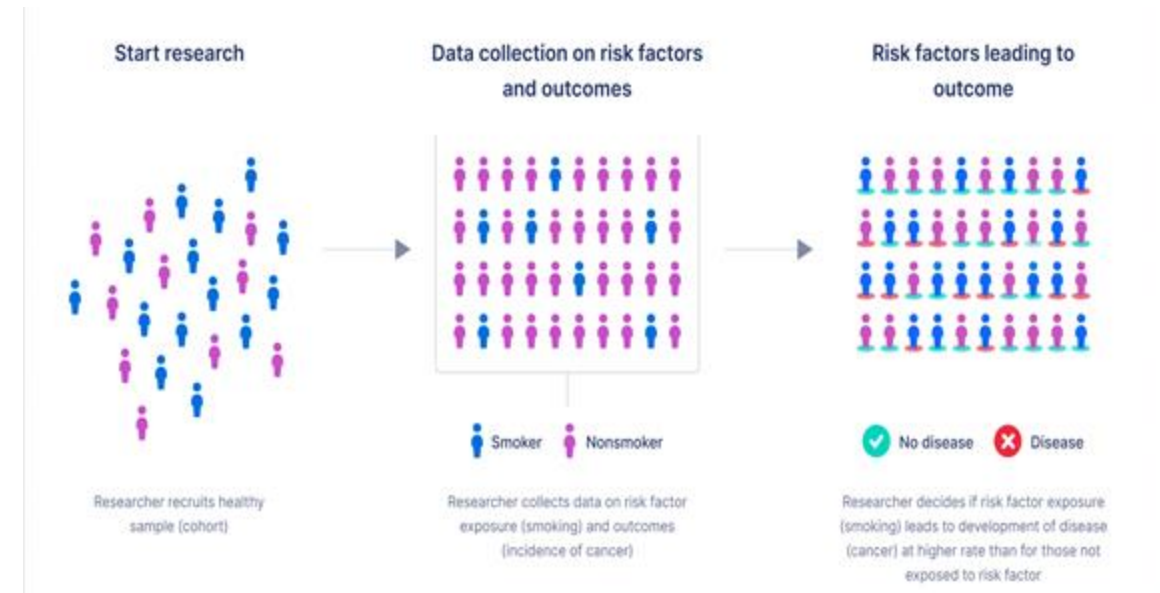 Start research
Data collection on risk factors
and outcomes
Risk factors leading to
outcome
Smoker
Nonsmoker
No disease
Disease
Researcher recruits healthy
sample (cohort)
Researcher collects data on risk factor
exposure (smoking) and outcomes
(incidence of cancer)
Researcher decides if risk factor exposure
(smoking) leads to development of disease
(cancer) at higher rate than for those not
exposed to risk factor